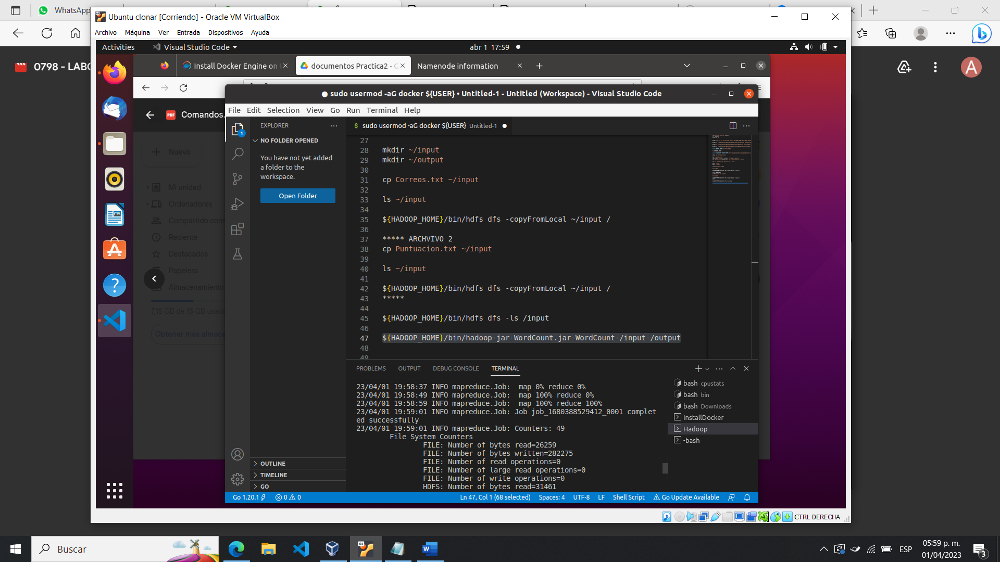 WhatsApp
Ubuntu clonar [Corriendo] - Oracle VM VirtualBox
Archivo Máquina Ver Entrada Dispositivos Ayuda
Activities Visual Studio Code abr 1 17:59
0798 - LABO
A
Install Docker Engine on documentos Practica2 - Namenode information
Comandos.
sudo usermod -aG docker ${USER} • Untitled-1 - Untitled (Workspace) - Visual Studio Code
File Edit Selection View Go Run Terminal Help
EXPLORER
$ sudo usermod -aG docker ${USER} Untitled-1
NO FOLDER OPENED
You have not yet added
a folder to the
workspace.
Open Folder
1
Nuevo
Mi unidad
Ordenadores
Compartido con
Reciente
Destacados
Papelera
Almacenamiento
7,15 GB de 15 GB usado
Obtener más almace
27
28 mkdir ~/input
29 mkdir ~/output
30
31 cp Correos.txt ~/input
32
33 ls ~/input
34
35 ${HADOOP_HOME}/bin/hdfs dfs -copyFromLocal ~/input /
36
37 ***** ARCHVIVO 2
38 cp Puntuacion.txt ~/input
39
40 ls ~/input
41
42 ${HADOOP_HOME}/bin/hdfs dfs -copyFromLocal ~/input /
43 *****
44
45 ${HADOOP_HOME}/bin/hdfs dfs -ls /input
46
47 ${HADOOP_HOME}/bin/hadoop jar WordCount.jar WordCount /input /output
48
49
PROBLEMS OUTPUT DEBUG CONSOLE TERMINAL
23/04/01 19:58:37 INFO mapreduce.Job:  map 0% reduce 0%
23/04/01 19:58:49 INFO mapreduce.Job:  map 100% reduce 0%
23/04/01 19:58:59 INFO mapreduce.Job:  map 100% reduce 100%
23/04/01 19:59:01 INFO mapreduce.Job: Job job_1680388529412_0001 complet
ed successfully
23/04/01 19:59:01 INFO mapreduce.Job: Counters: 49
File System Counters
FILE: Number of bytes read=26259
FILE: Number of bytes written=282275
FILE: Number of read operations=0
FILE: Number of large read operations=0
FILE: Number of write operations=0
HDFS: Number of bytes read=31461
bash cpustats
bash bin
bash Downloads
InstallDocker
Hadoop
-bash
OUTLINE
TIMELINE
GO
Go 1.20.1 0 0 Ln 47, Col 1 (68 selected) Spaces: 4 UTF-8 LF Shell Script Go Update Available
CTRL DERECHA
Buscar
ESP
05:59 p. m.
01/04/2023
3